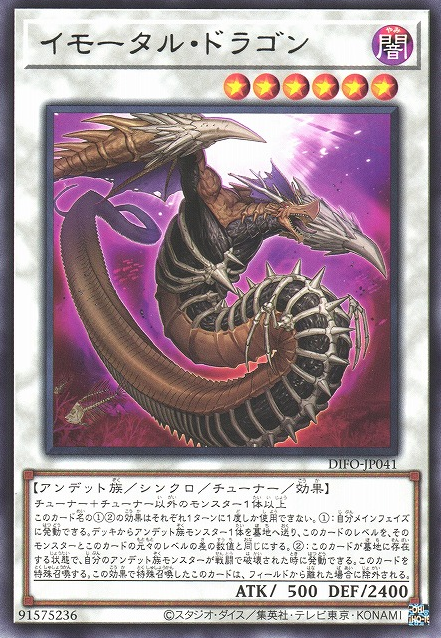 イモータル・ドラゴン
闇
DIFO-JP041
【アンデット族／シンクロ／チューナー／効果】
チューナー＋チューナー以外のモンスター１体以上
このカード名の①②の効果はそれぞれ１ターンに１度しか使用できない。①：自分メインフェイズ
に発動できる。デッキからアンデット族モンスター１体を墓地へ送り、このカードのレベルを、その
モンスターとこのカードの元々のレベルの差の数値と同じにする。②：このカードが墓地に存在
する状態で、自分のアンデット族モンスターが戦闘で破壊された時に発動できる。このカードを
特殊召喚する。この効果で特殊召喚したこのカードは、フィールドから離れた場合に除外される。
ATK/ 500 DEF/2400
91575236 ©スタジオ・ダイス／集英社・テレビ東京・KONAMI